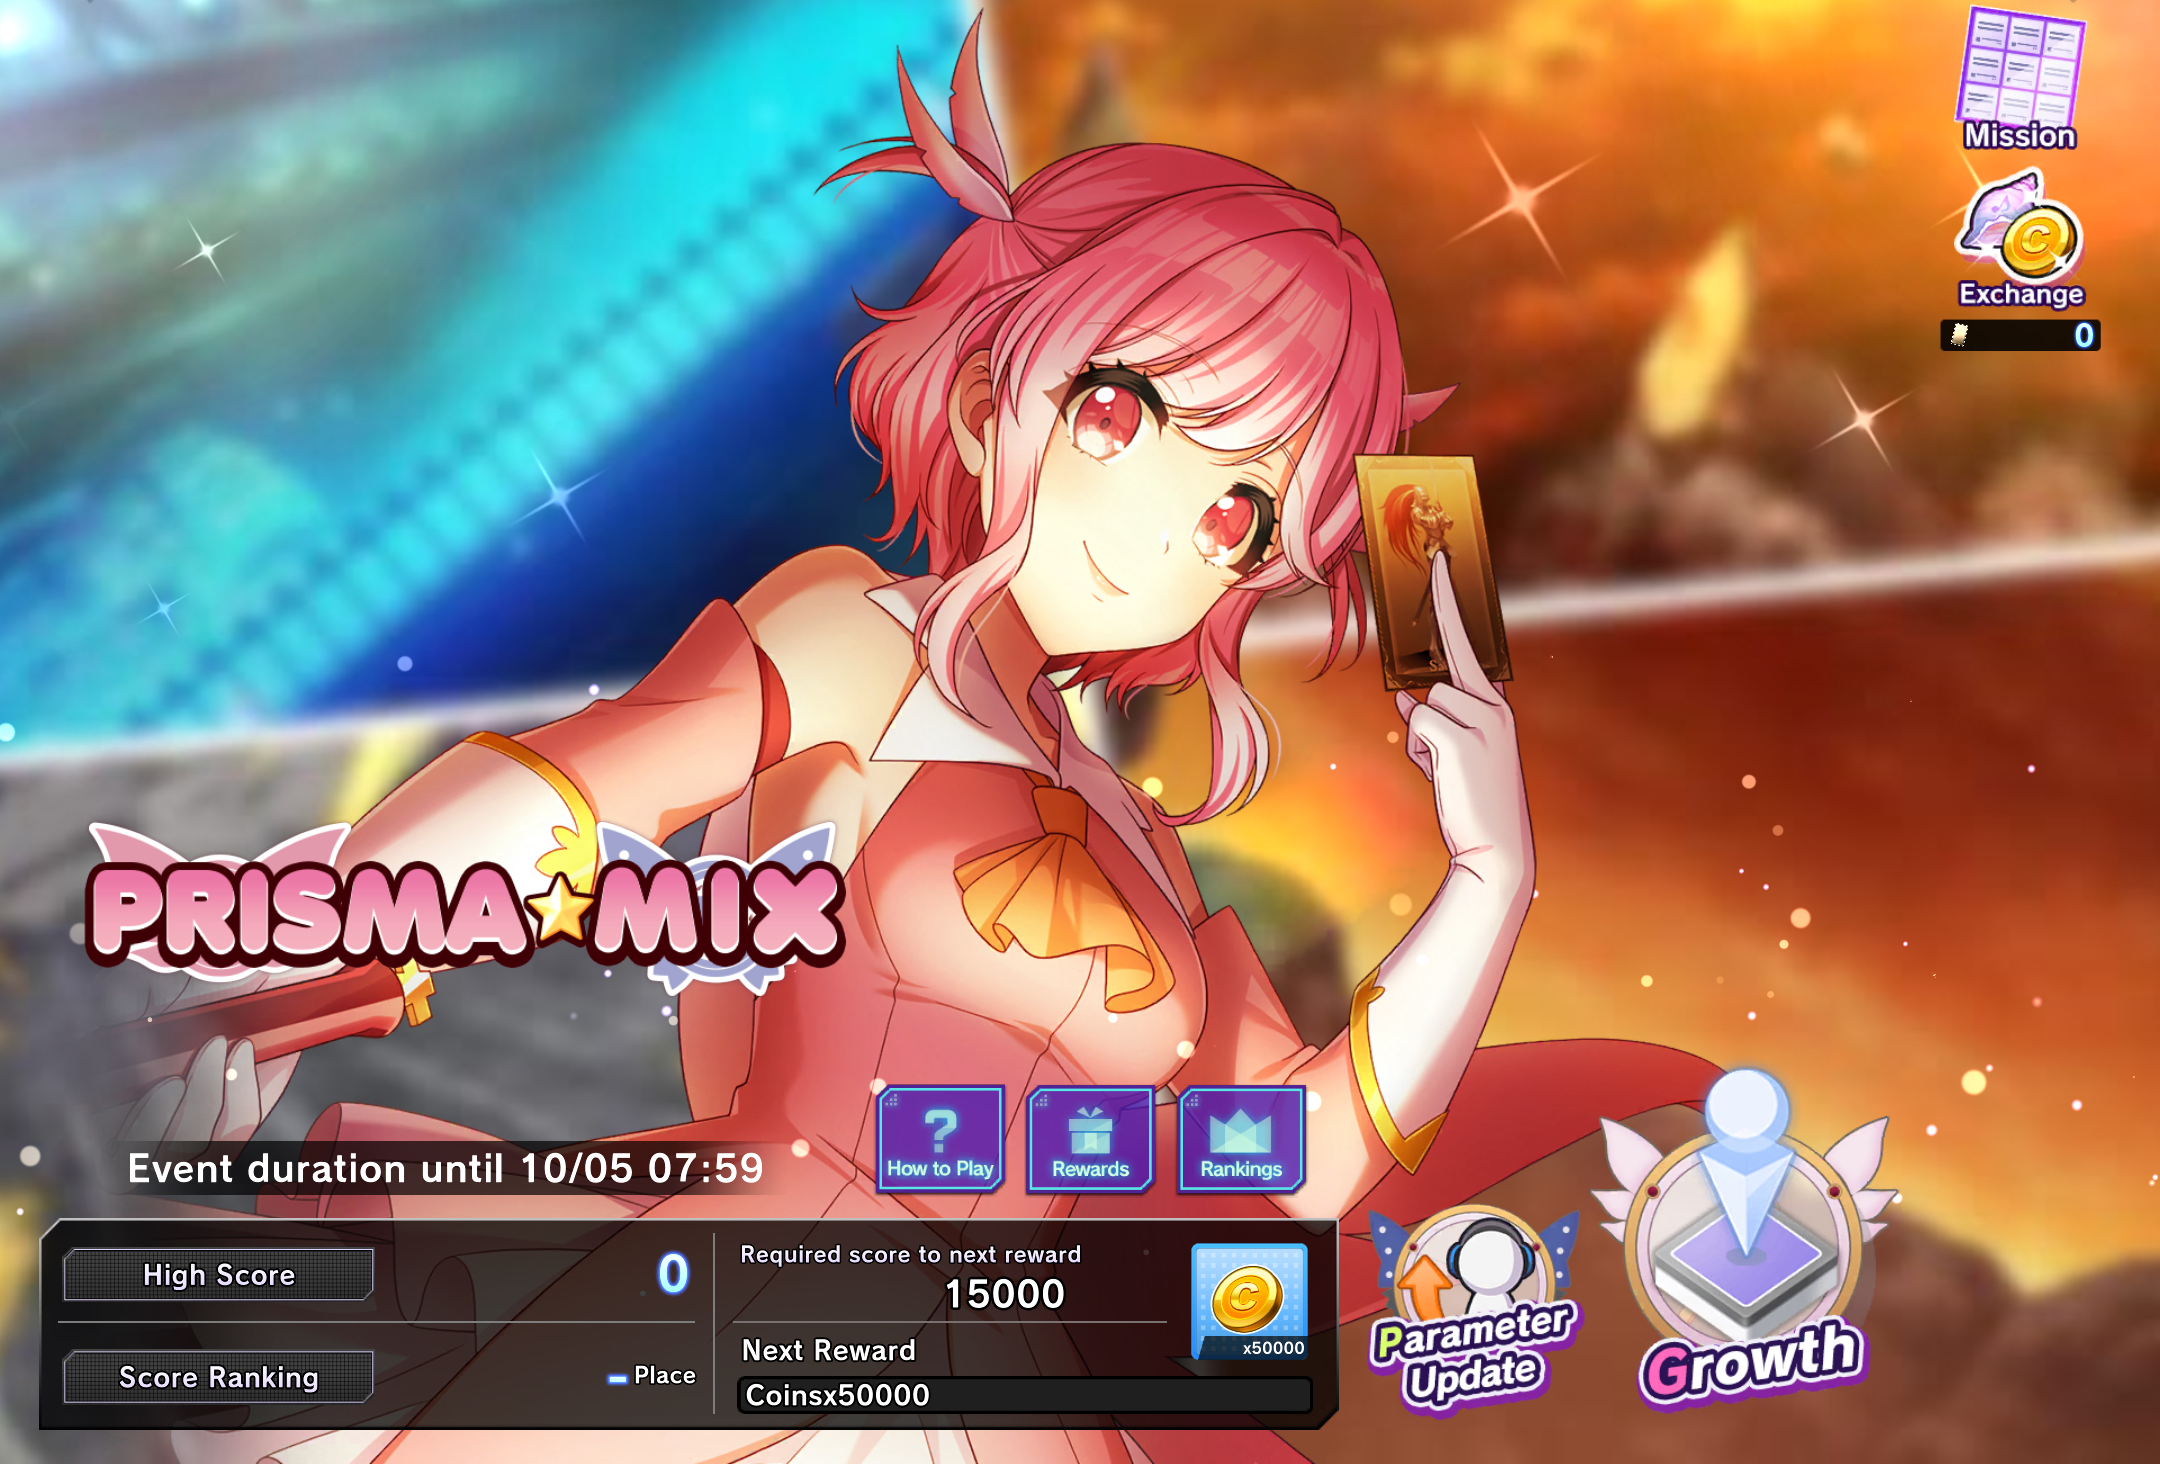 Mission
Exchange
0
PRISMA★MIX
Event duration until 10/05 07:59
How to Play
Rewards
Rankings
High Score
0
Score Ranking
- Place
Required score to next reward
15000
Next Reward
Coinsx50000
x50000
Parameter
Update
Growth